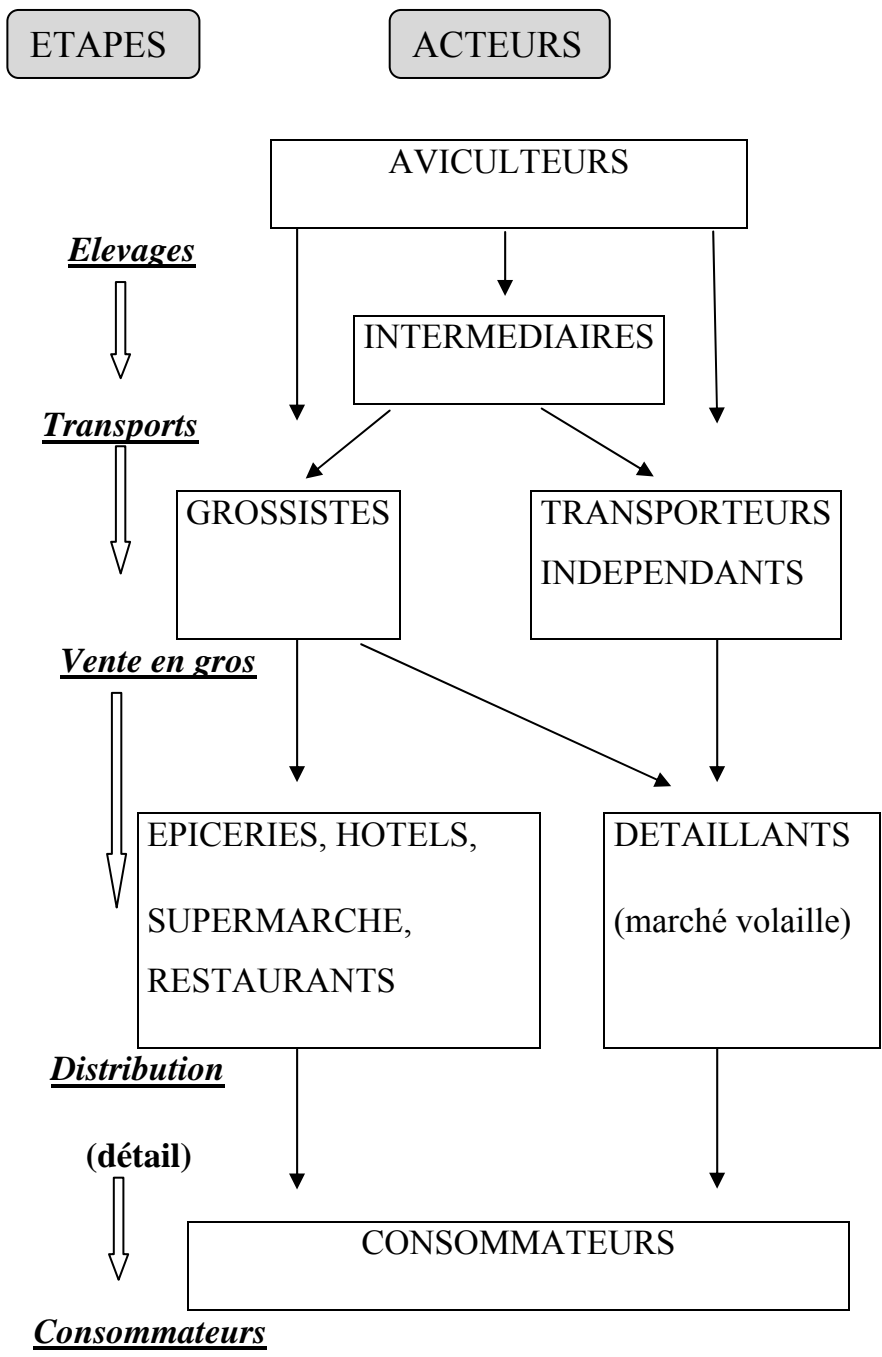 ETAPES
ACTEURS
AVICULTEURS
Elevages
INTERMEDIAIRES
Transports
GROSSISTES
TRANSPORTEURS
INDEPENDANTS
Vente en gros
EPICERIES, HOTELS,
SUPERMARCHE,
RESTAURANTS
DETAILLANTS
(marché volaille)
Distribution
(détail)
CONSOMMATEURS
Consommateurs